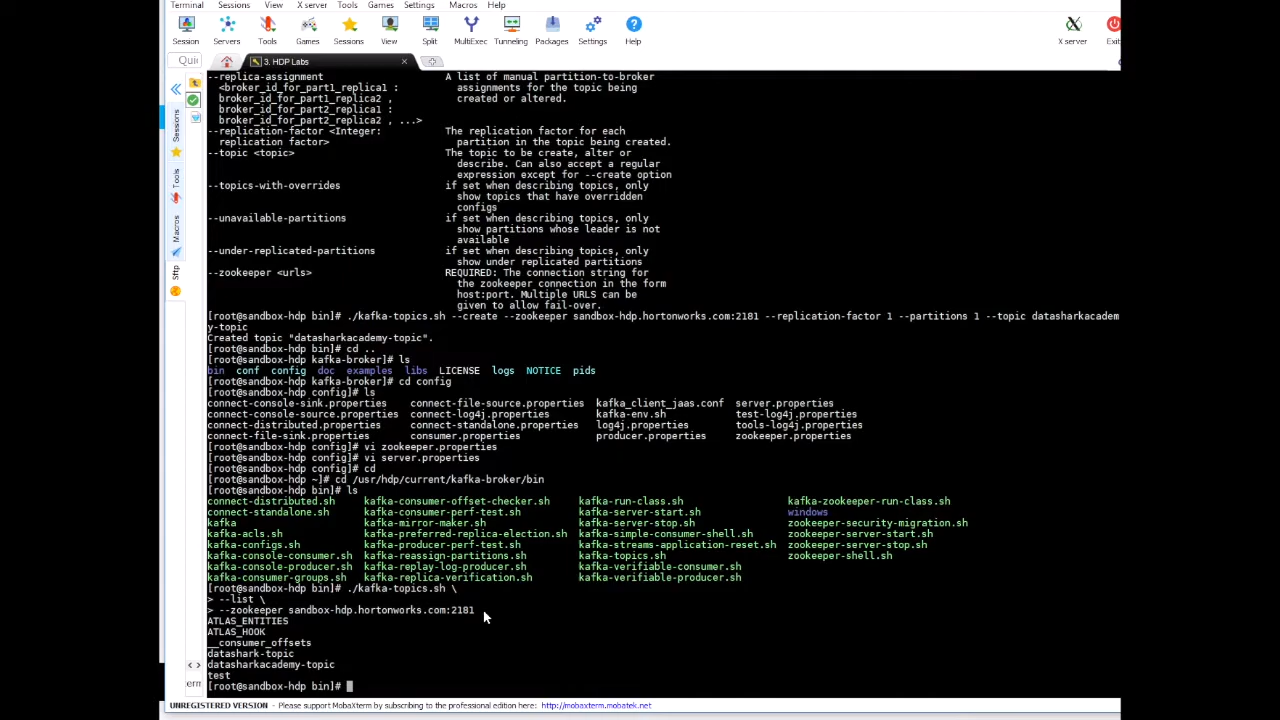 Terminal Sessions View X server Tools Games Settings Macros Help
Session Servers Tools Games Sessions View Split MultiExec Tunneling Packages Settings Help X server Exit
Quic 3. HDP Labs
Sessions
Tools
Macros
Sftp
--replica-assignment A list of manual partition-to-broker
<broker_id_for_part1_replica1 : assignments for the topic being
broker_id_for_part1_replica2 , created or altered.
broker_id_for_part2_replica1 :
broker_id_for_part2_replica2 , ...>
--replication-factor <Integer: The replication factor for each
replication factor> partition in the topic being created.
--topic <topic> The topic to be create, alter or
describe. Can also accept a regular
expression except for --create option
--topics-with-overrides if set when describing topics, only
show topics that have overridden
configs
--unavailable-partitions if set when describing topics, only
show partitions whose leader is not
available
--under-replicated-partitions if set when describing topics, only
show under replicated partitions
--zookeeper <urls> REQUIRED: The connection string for
the zookeeper connection in the form
host:port. Multiple URLS can be
given to allow fail-over.
[root@sandbox-hdp bin]# ./kafka-topics.sh --create --zookeeper sandbox-hdp.hortonworks.com:2181 --replication-factor 1 --partitions 1 --topic datasharkacadem
y-topic
Created topic "datasharkacademy-topic".
[root@sandbox-hdp bin]# cd ..
[root@sandbox-hdp kafka-broker]# ls
bin conf config doc examples libs LICENSE logs NOTICE pids
[root@sandbox-hdp kafka-broker]# cd config
[root@sandbox-hdp config]# ls
connect-console-sink.properties connect-file-source.properties kafka_client_jaas.conf server.properties
connect-console-source.properties connect-log4j.properties kafka-env.sh test-log4j.properties
connect-distributed.properties connect-standalone.properties log4j.properties tools-log4j.properties
connect-file-sink.properties consumer.properties producer.properties zookeeper.properties
[root@sandbox-hdp config]# vi zookeeper.properties
[root@sandbox-hdp config]# vi server.properties
[root@sandbox-hdp config]# cd
[root@sandbox-hdp ~]# cd /usr/hdp/current/kafka-broker/bin
[root@sandbox-hdp bin]# ls
connect-distributed.sh kafka-consumer-offset-checker.sh kafka-run-class.sh kafka-zookeeper-run-class.sh
connect-standalone.sh kafka-consumer-perf-test.sh kafka-server-start.sh windows
kafka kafka-mirror-maker.sh kafka-server-stop.sh zookeeper-security-migration.sh
kafka-acls.sh kafka-preferred-replica-election.sh kafka-simple-consumer-shell.sh zookeeper-server-start.sh
kafka-configs.sh kafka-producer-perf-test.sh kafka-streams-application-reset.sh zookeeper-server-stop.sh
kafka-console-consumer.sh kafka-reassign-partitions.sh kafka-topics.sh zookeeper-shell.sh
kafka-console-producer.sh kafka-replay-log-producer.sh kafka-verifiable-consumer.sh
kafka-consumer-groups.sh kafka-replica-verification.sh kafka-verifiable-producer.sh
[root@sandbox-hdp bin]# ./kafka-topics.sh \
> --list \
> --zookeeper sandbox-hdp.hortonworks.com:2181
ATLAS_ENTITIES
ATLAS_HOOK
__consumer_offsets
datashark-topic
datasharkacademy-topic
test
[root@sandbox-hdp bin]#
UNREGISTERED VERSION - Please support MobaXterm by subscribing to the professional edition here: http://mobaxterm.mobatek.net